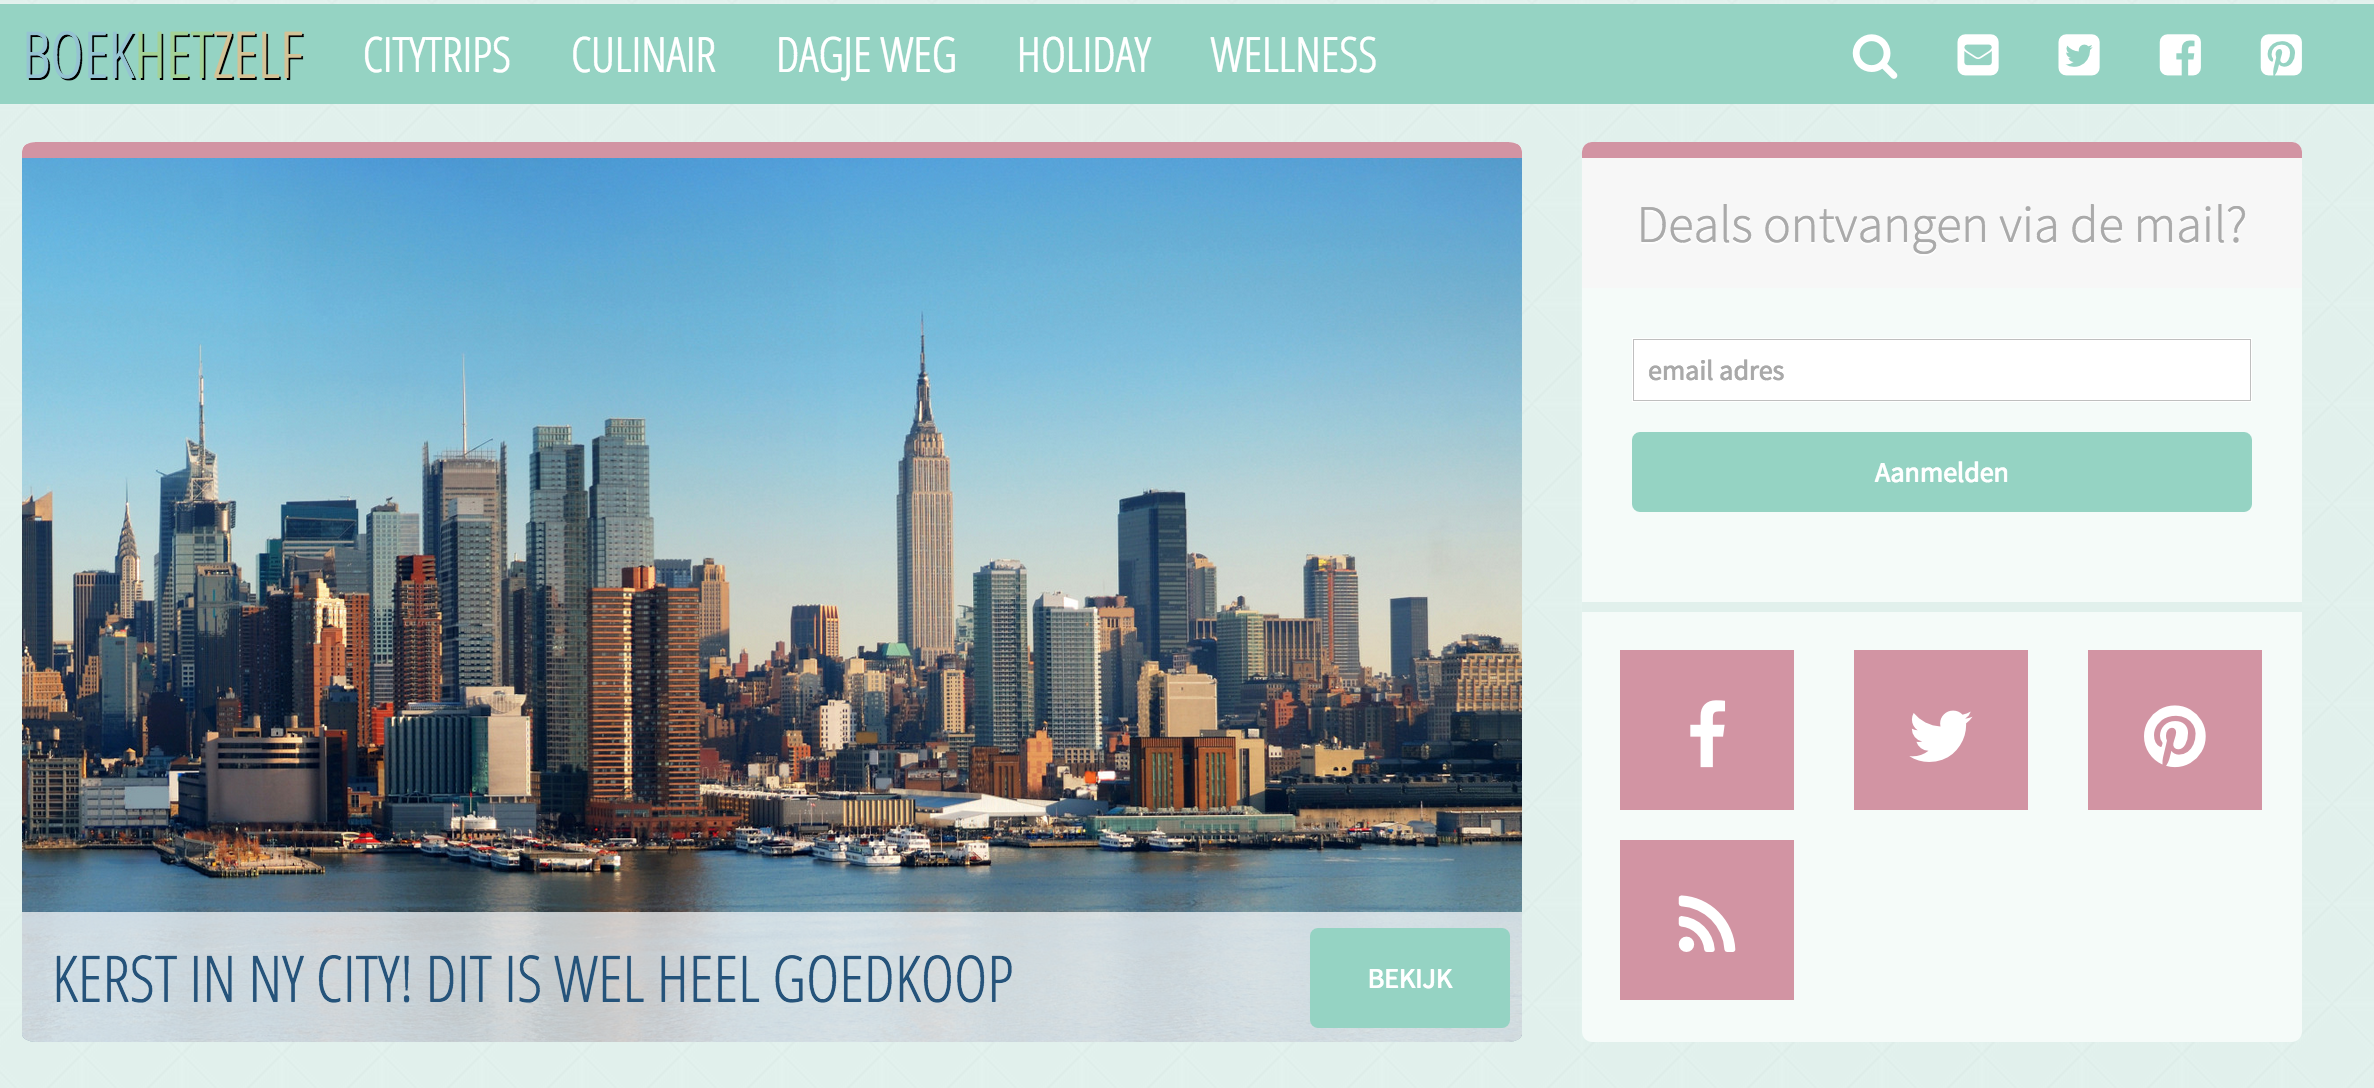 BOEKHETZELF CITYTRIPS CULINAIR DAGJE WEG HOLIDAY WELLNESS
Deals ontvangen via de mail?
email adres
Aanmelden
KERST IN NY CITY! DIT IS WEL HEEL GOEDKOOP
BEKIJK